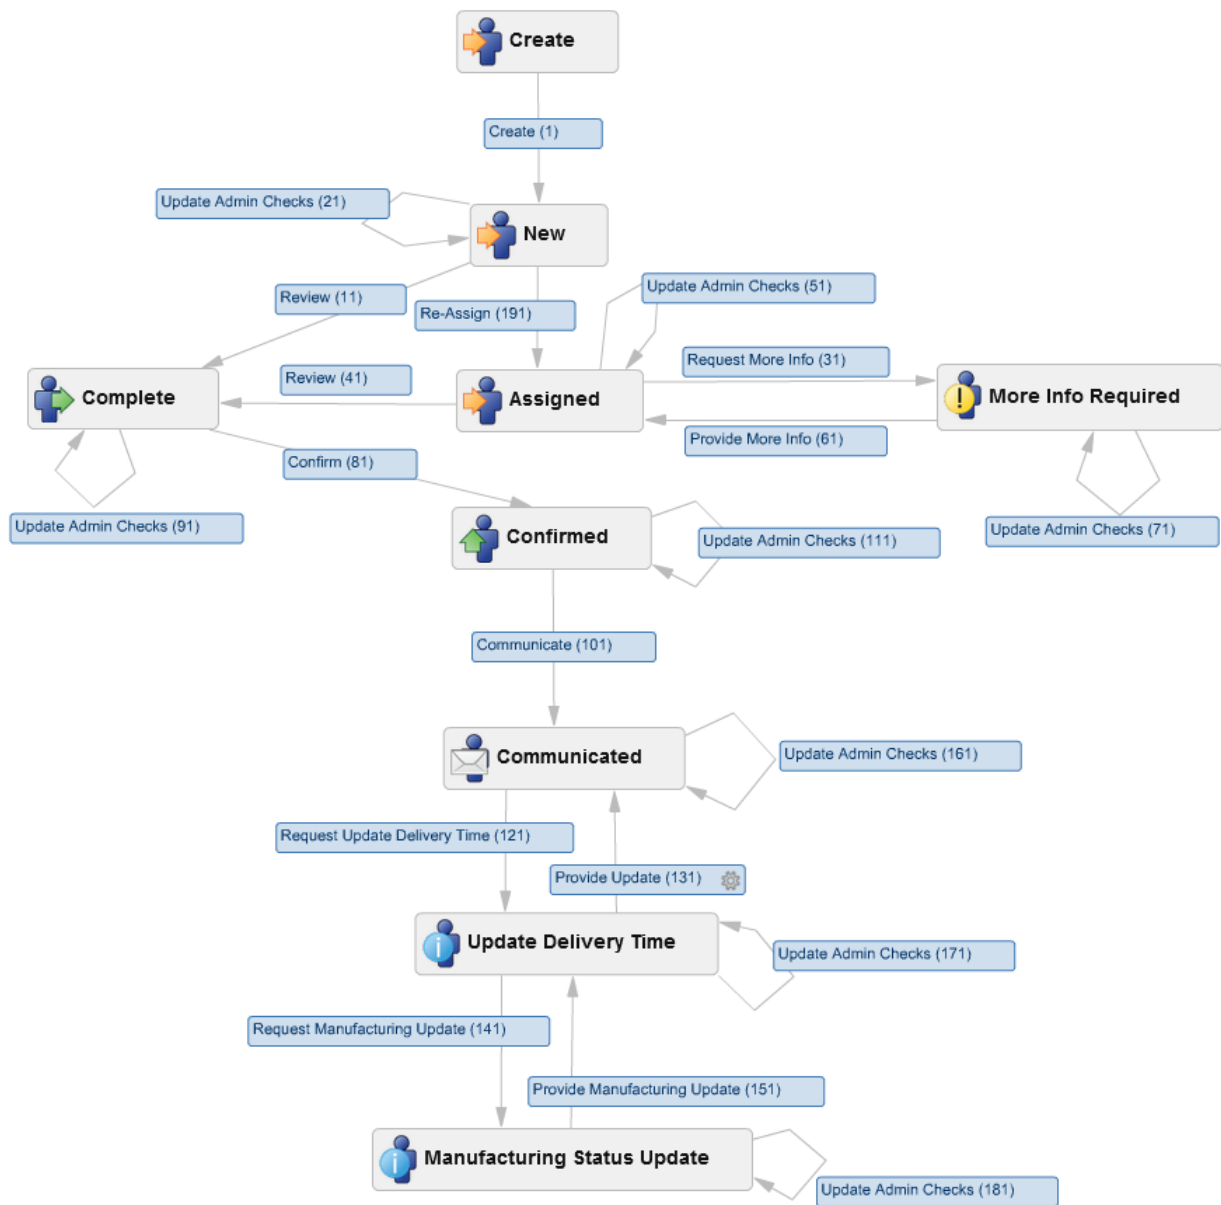 Create
Create (1)
Update Admin Checks (21)
New
Review (11)
Re-Assign (191)
Update Admin Checks (51)
Request More Info (31)
Complete
Review (41)
Assigned
More Info Required
Provide More Info (61)
Confirm (81)
Update Admin Checks (91)
Confirmed
Update Admin Checks (111)
Update Admin Checks (71)
Communicate (101)
Communicated
Update Admin Checks (161)
Request Update Delivery Time (121)
Provide Update (131)
Update Delivery Time
Update Admin Checks (171)
Request Manufacturing Update (141)
Provide Manufacturing Update (151)
Manufacturing Status Update
Update Admin Checks (181)